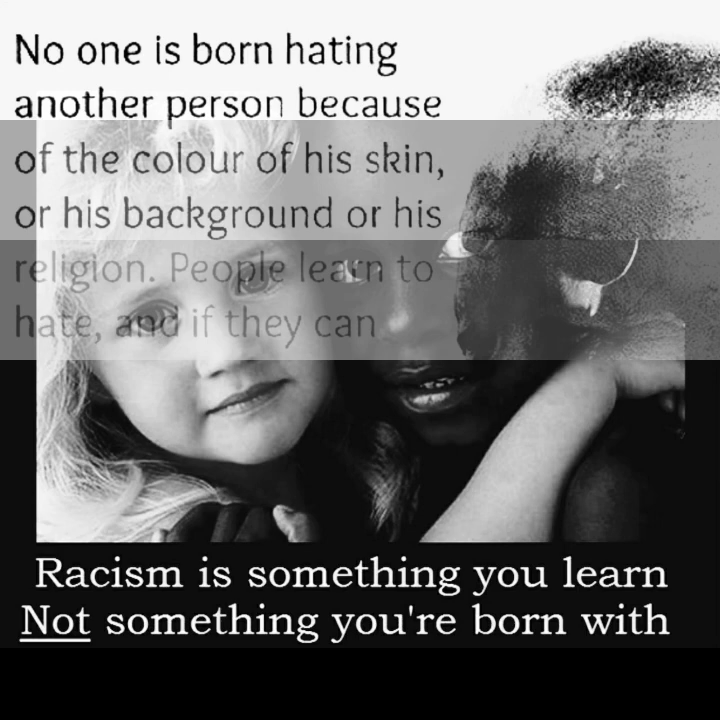 No one is born hating
another person because
of the colour of his skin,
or his background or his
religion. People learn to
hate, and if they can
Racism is something you learn
Not something you're born with